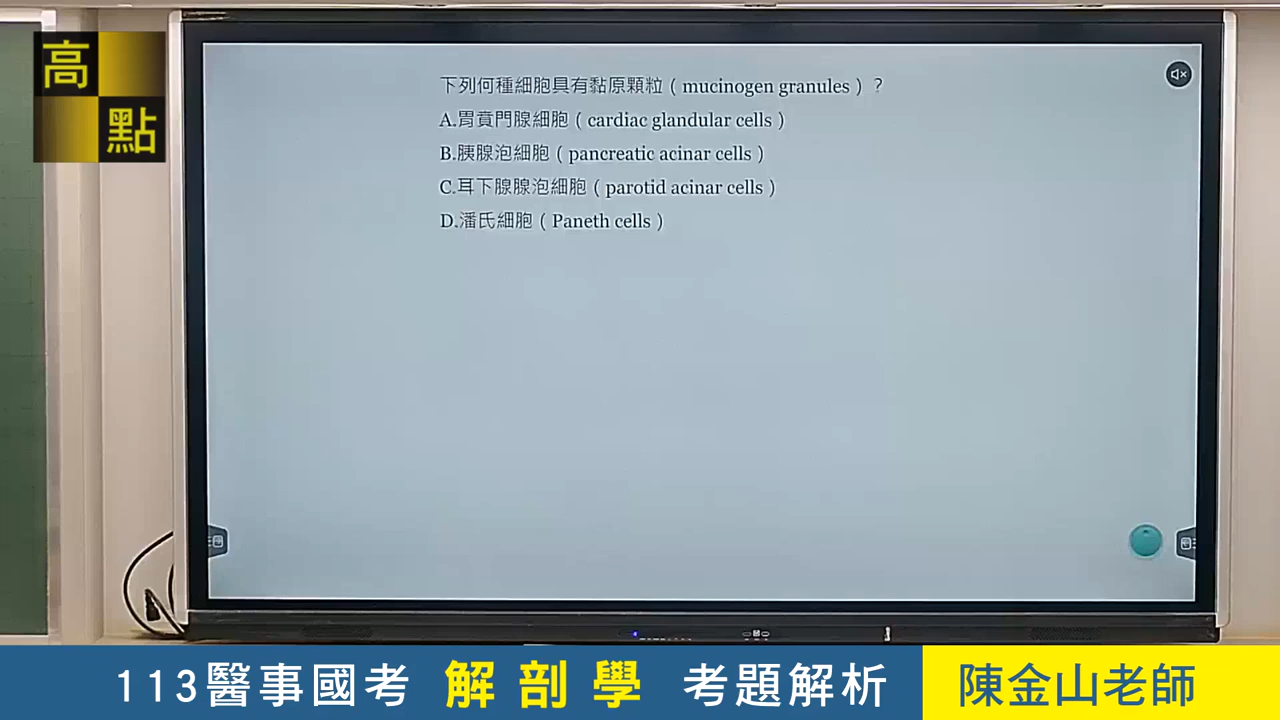 高
點
下列何種細胞具有黏原顆粒（mucinogen granules）？
A.胃賁門腺細胞（cardiac glandular cells）
B.胰腺泡細胞（pancreatic acinar cells）
C.耳下腺腺泡細胞（parotid acinar cells）
D.潘氏細胞（Paneth cells）
113醫事國考 解剖學 考題解析 陳金山老師